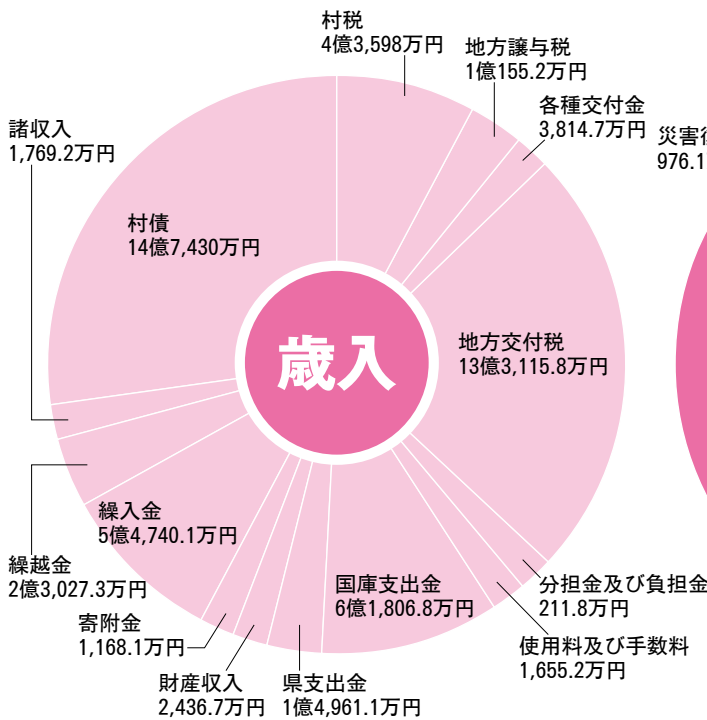 村税
4億3,598万円
地方譲与税
1億155.2万円
各種交付金
3,814.7万円
災害
976.1
諸収入
1,769.2万円
村債
14億7,430万円
歳入
地方交付税
13億3,115.8万円
繰入金
5億4,740.1万円
繰越金
2億3,027.3万円
寄附金
1,168.1万円
財産収入
2,436.7万円
県支出金
1億4,961.1万円
国庫支出金
6億1,806.8万円
分担金及び負担金
211.8万円
使用料及び手数料
1,655.2万円